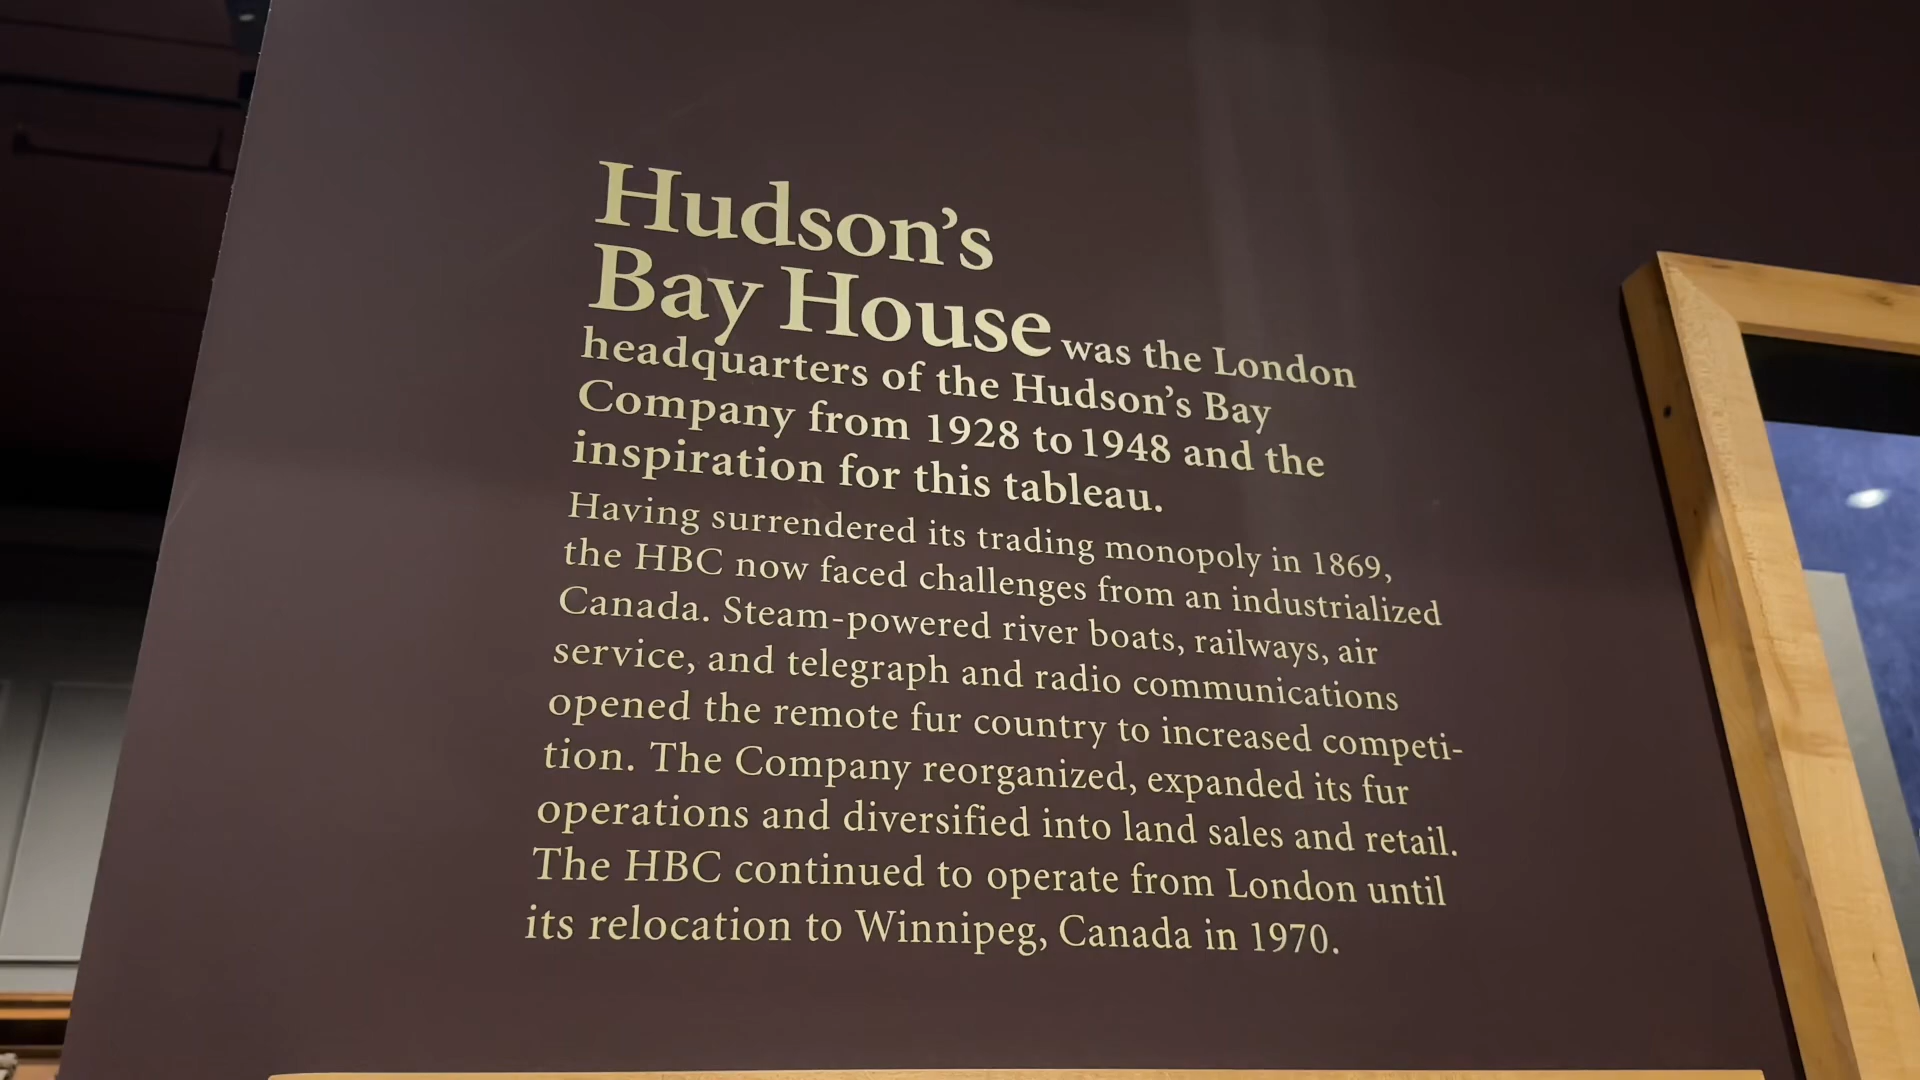 Hudson's
Bay House was the London
headquarters of the Hudson's Bay
Company from 1928 to 1948 and the
inspiration for this tableau.
Having surrendered its trading monopoly in 1869,
the HBC now faced challenges from an industrialized
Canada. Steam-powered river boats, railways, air
service, and telegraph and radio communications
opened the remote fur country to increased competi-
tion. The Company reorganized, expanded its fur
operations and diversified into land sales and retail.
The HBC continued to operate from London until
its relocation to Winnipeg, Canada in 1970.